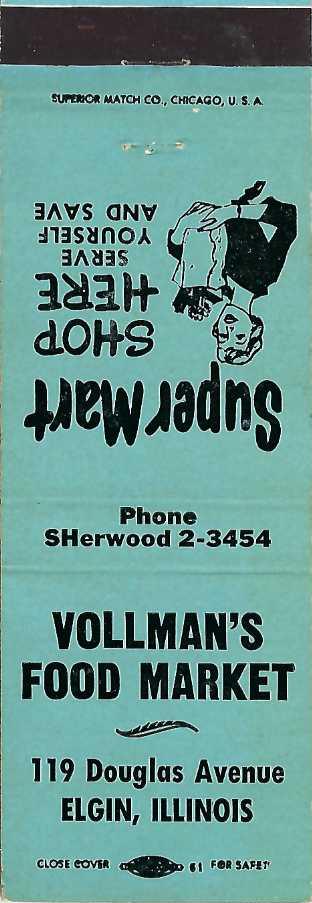 SUPERIOR MATCH CO., CHICAGO, U. S. A.
Super Mart
SHOP
HERE
SERVE
YOURSELF
AND SAVE
Phone
SHerwood 2-3454
VOLLMAN'S
FOOD MARKET
119 Douglas Avenue
ELGIN, ILLINOIS
CLOSE COVER 61 FOR SAFETY